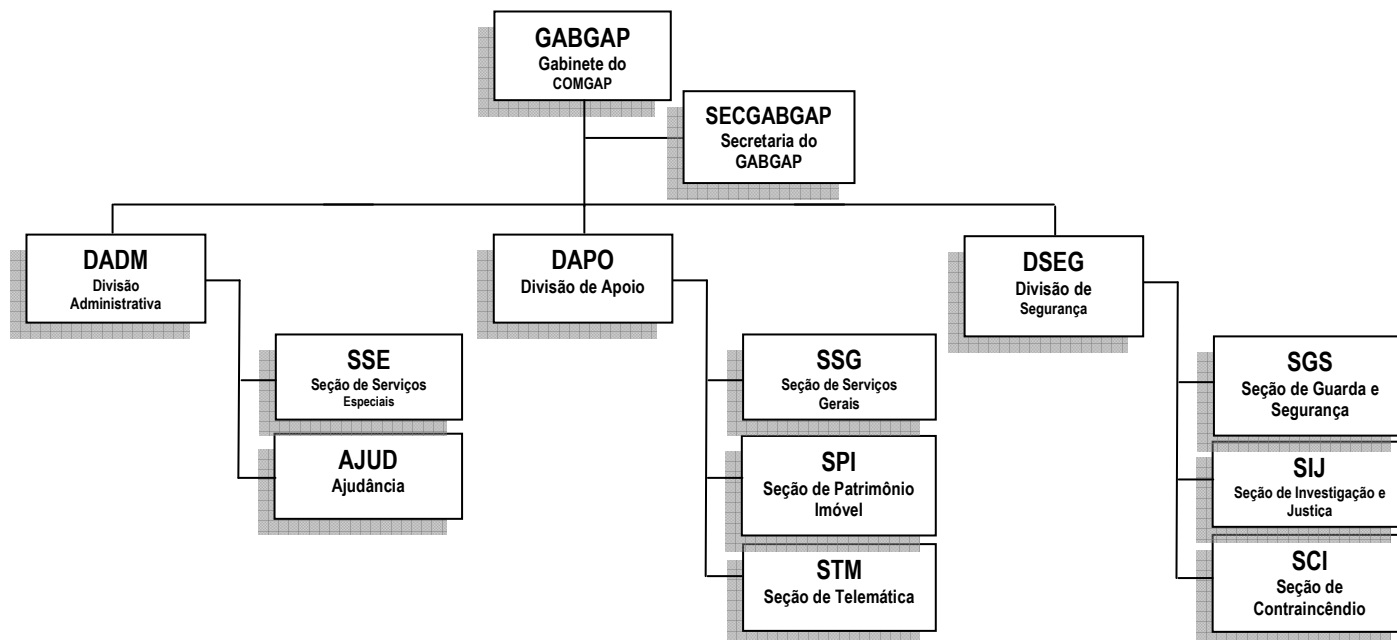 GABGAP
Gabinete do
COMGAP
SECGABGAP
Secretaria do
GABGAP
DADM
Divisão
Administrativa
DAPO
Divisão de Apoio
DSEG
Divisão de
Segurança
SSE
Seção de Serviços
Especiais
AJUD
Ajudância
SSG
Seção de Serviços
Gerais
SPI
Seção de Patrimônio
Imóvel
STM
Seção de Telemática
SGS
Seção de Guarda e
Segurança
SIJ
Seção de Investigação e
Justiça
SCI
Seção de
Contraincêndio